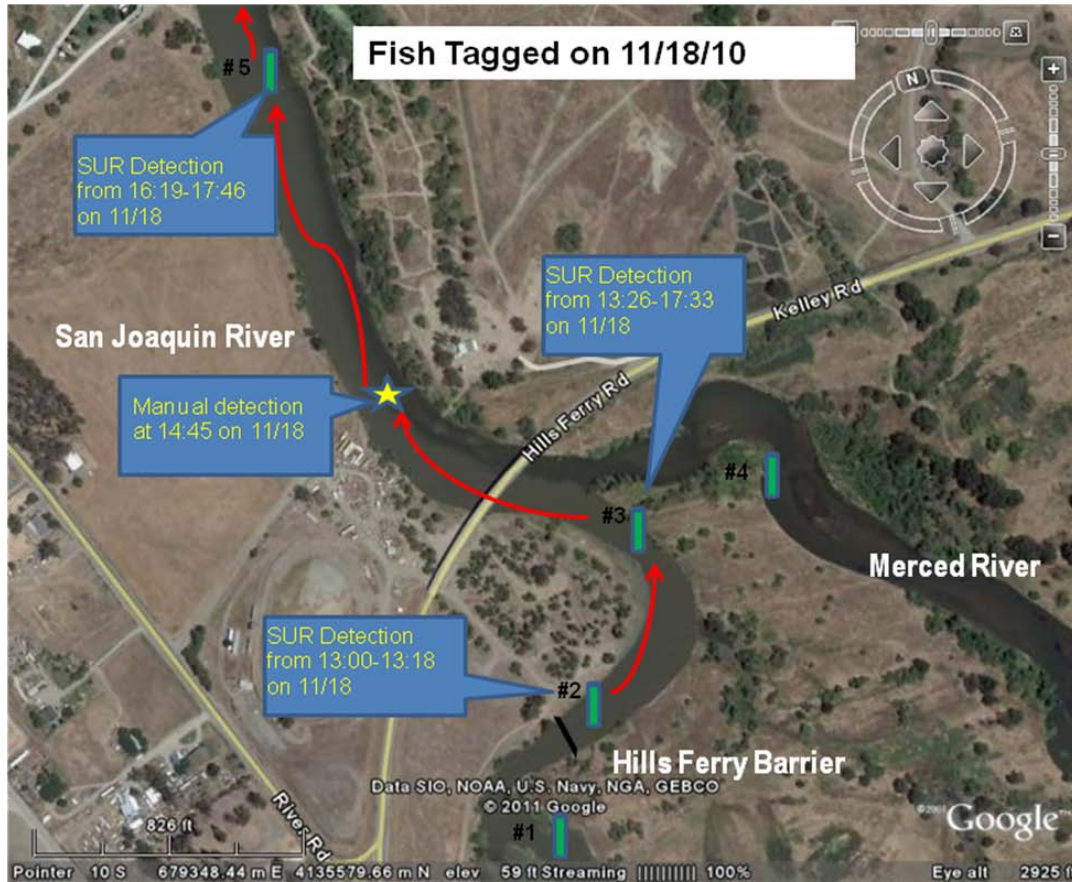 Fish Tagged on 11/18/10
N
#5
SUR Detection
from 16:19-17:46
on 11/18
SUR Detection
from 13:26-17:33
on 11/18
Kelley Rd
San Joaquin River
Manual detection
at 14:45 on 11/18
Hills Ferry Rd
#4
#3
Merced River
SUR Detection
from 13:00-13:18
on 11/18
#2
Hills Ferry Barrier
Data SIO, NOAA, U.S. Navy, NGA, GEBCO
© 2011 Google
Google
#1
826 ft
River Rd
Pointer 10 S 679348.44 m E 4135579.66 m N elev 59 ft Streaming |||||||||| 100% Eye alt 2925 ft